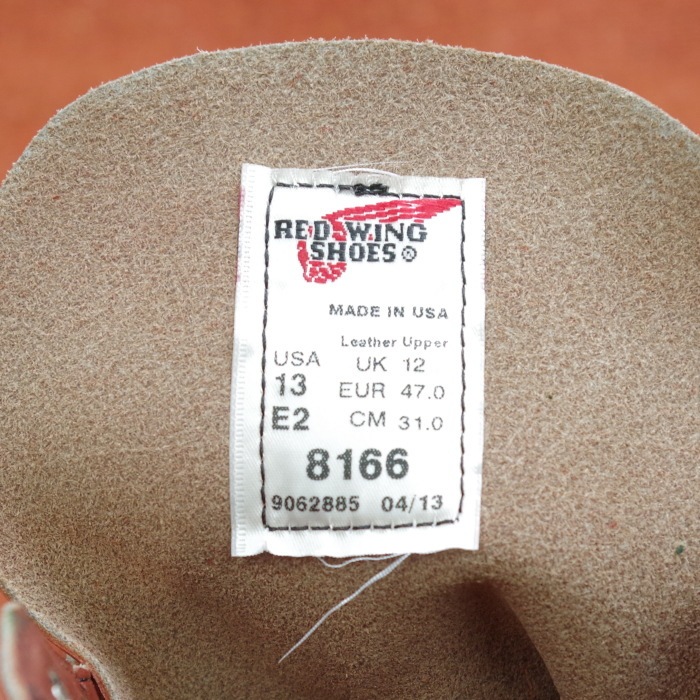 RED WING
SHOES ®
MADE IN USA
Leather Upper
USA UK 12
13 EUR 47.0
E2 CM 31.0
8166
9062885 04/13